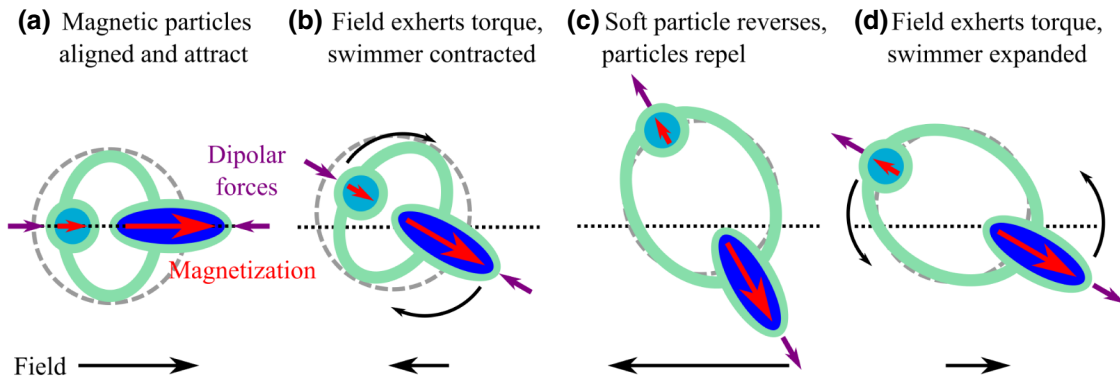 (a) Magnetic particles
aligned and attract
(b) Field exherts torque,
swimmer contracted
(c) Soft particle reverses,
particles repel
(d) Field exherts torque,
swimmer expanded
Dipolar
forces
Magnetization
Field